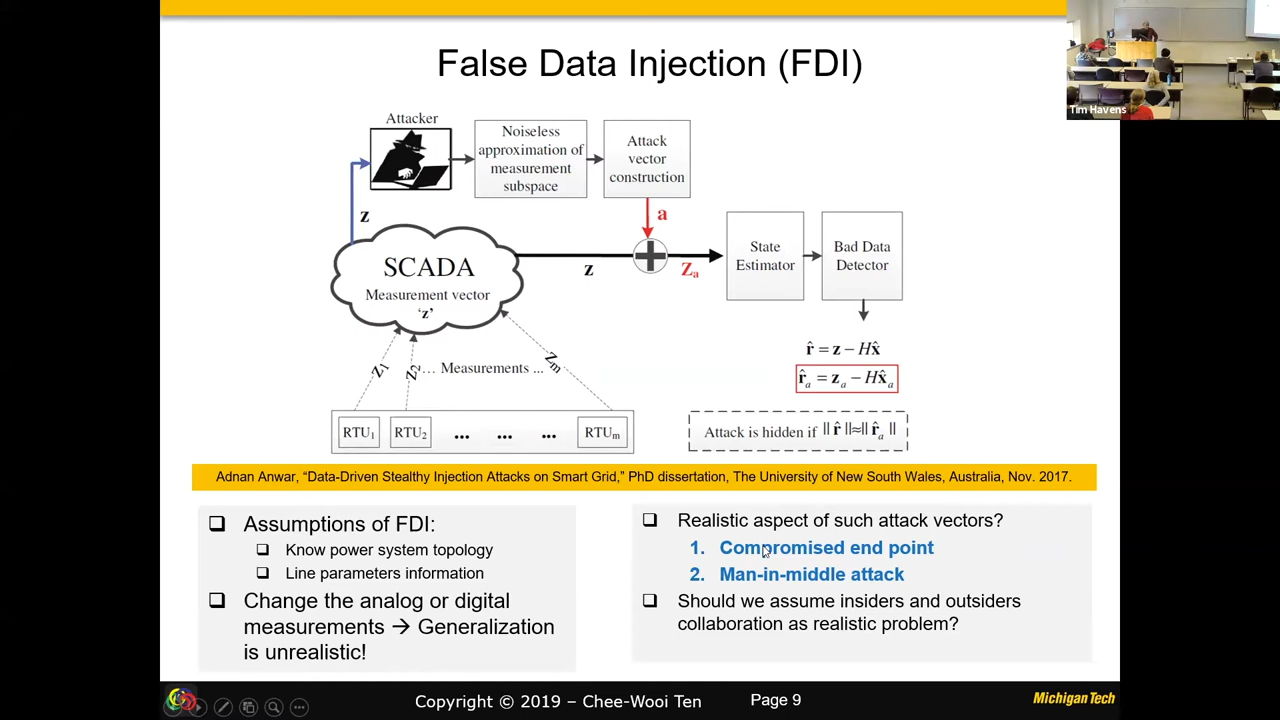 False Data Injection (FDI)
Tim Havens
Attacker
Noiseless
approximation of
measurement
subspace
Attack
vector
construction
z
a
SCADA
Measurement vector
‘z’
z
Za
State
Estimator
Bad Data
Detector
r̂ = z – Hx̂
r̂a = za – Hx̂a
Z1
Z2
... Measurements ...
Zm
RTU1
RTU2
... ... ...
RTUm
Attack is hidden if || r̂ ||≈|| r̂a ||
Adnan Anwar, “Data-Driven Stealthy Injection Attacks on Smart Grid,” PhD dissertation, The University of New South Wales, Australia, Nov. 2017.
Assumptions of FDI:
Know power system topology
Line parameters information
Change the analog or digital
measurements → Generalization
is unrealistic!
Realistic aspect of such attack vectors?
1. Compromised end point
2. Man-in-middle attack
Should we assume insiders and outsiders
collaboration as realistic problem?
Copyright © 2019 – Chee-Wooi Ten
Page 9
Michigan Tech